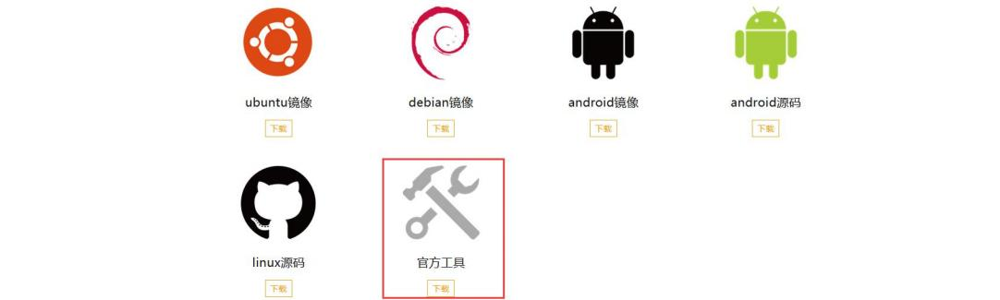 ubuntu镜像 debian镜像 android镜像 android源码
下载 下载 下载 下载
linux源码 官方工具
下载 下载